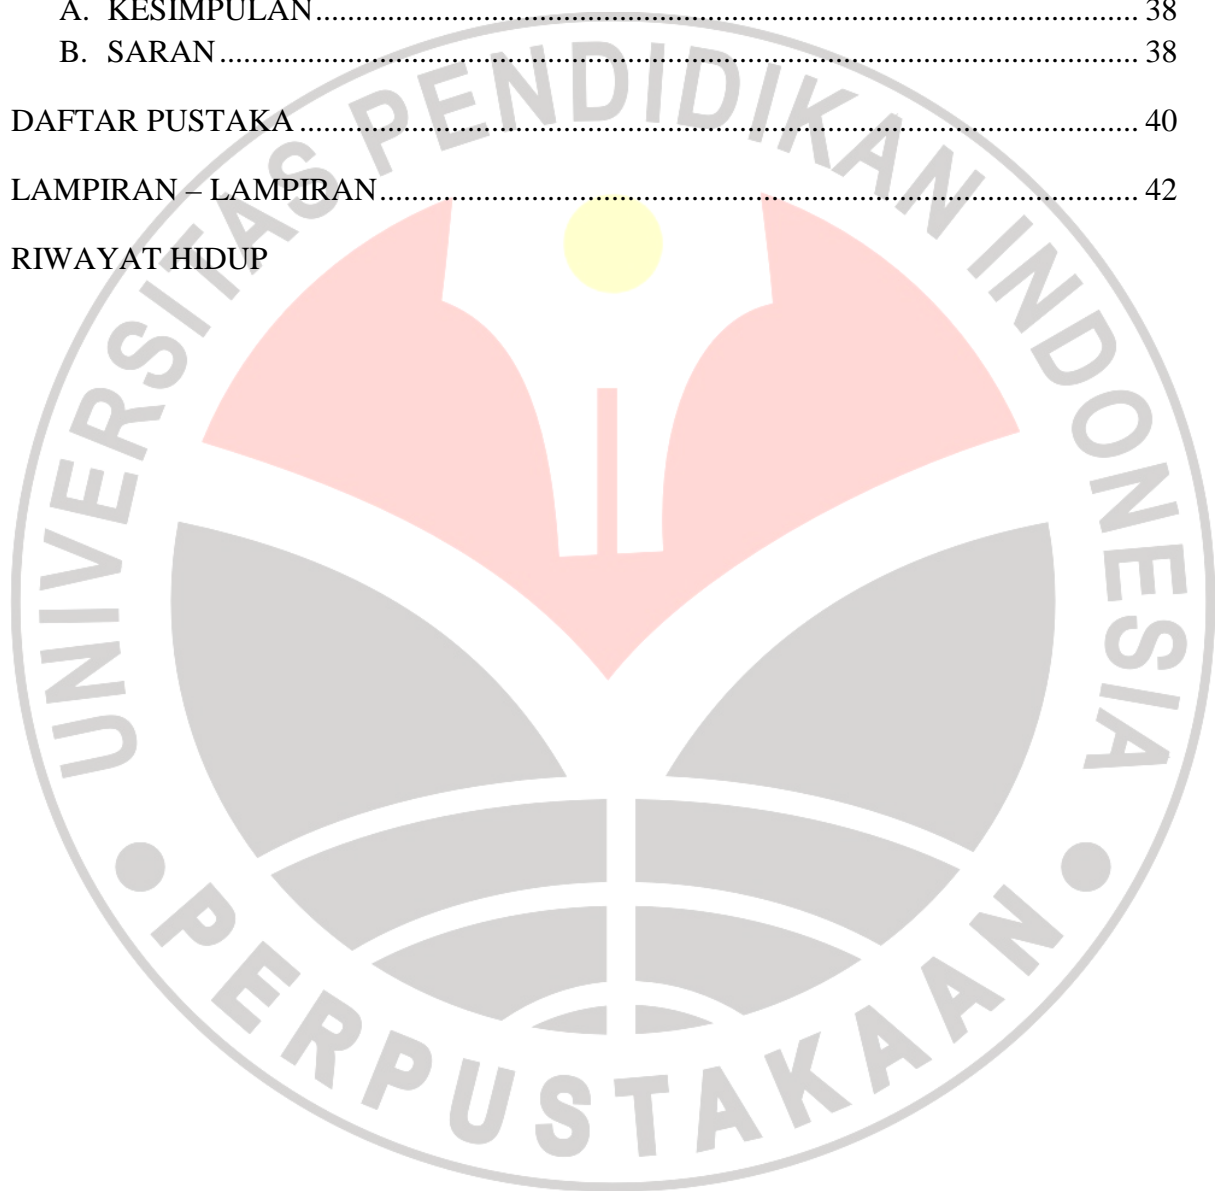 A. KESIMPULAN........................................................................................................ 38
B. SARAN.................................................................................................................... 38
DAFTAR PUSTAKA.......................................................................................................... 40
LAMPIRAN – LAMPIRAN................................................................................................ 42
RIWAYAT HIDUP
UNIVERSITAS PENDIDIKAN INDONESIA
PERPUSTAKAAN